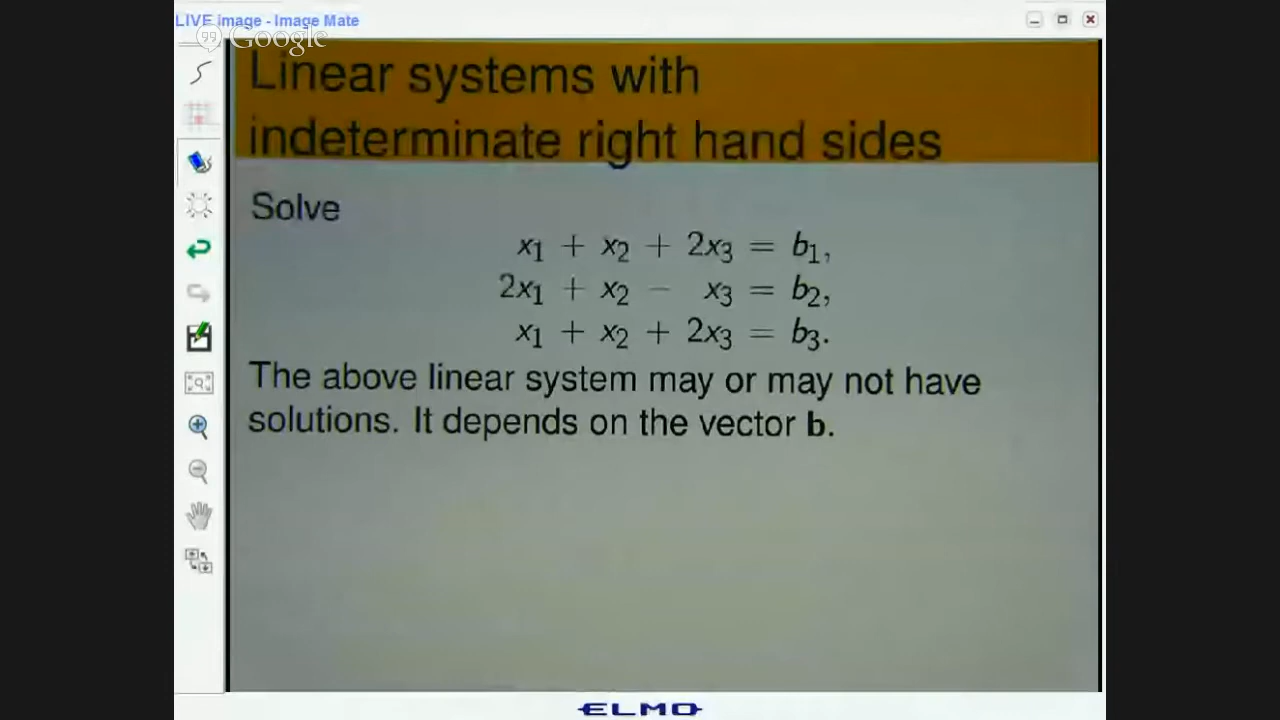 LIVE image - Image Mate
Google
Linear systems with
indeterminate right hand sides
Solve
x₁ + x₂ + 2x₃ = b₁,
2x₁ + x₂ − x₃ = b₂,
x₁ + x₂ + 2x₃ = b₃.
The above linear system may or may not have
solutions. It depends on the vector b.
ELMO